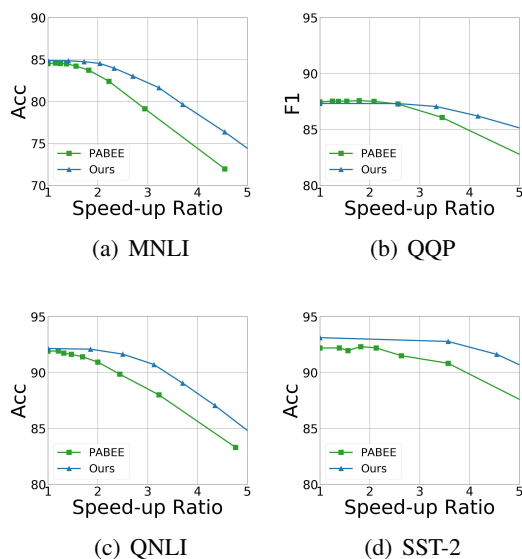 90
85
80
75
70
Acc
PABEE
Ours
1 2 3 4 5
Speed-up Ratio
(a) MNLI
95
90
85
80
F1
PABEE
Ours
1 2 3 4 5
Speed-up Ratio
(b) QQP
95
90
85
80
Acc
PABEE
Ours
1 2 3 4 5
Speed-up Ratio
(c) QNLI
95
90
85
80
Acc
PABEE
Ours
1 2 3 4 5
Speed-up Ratio
(d) SST-2